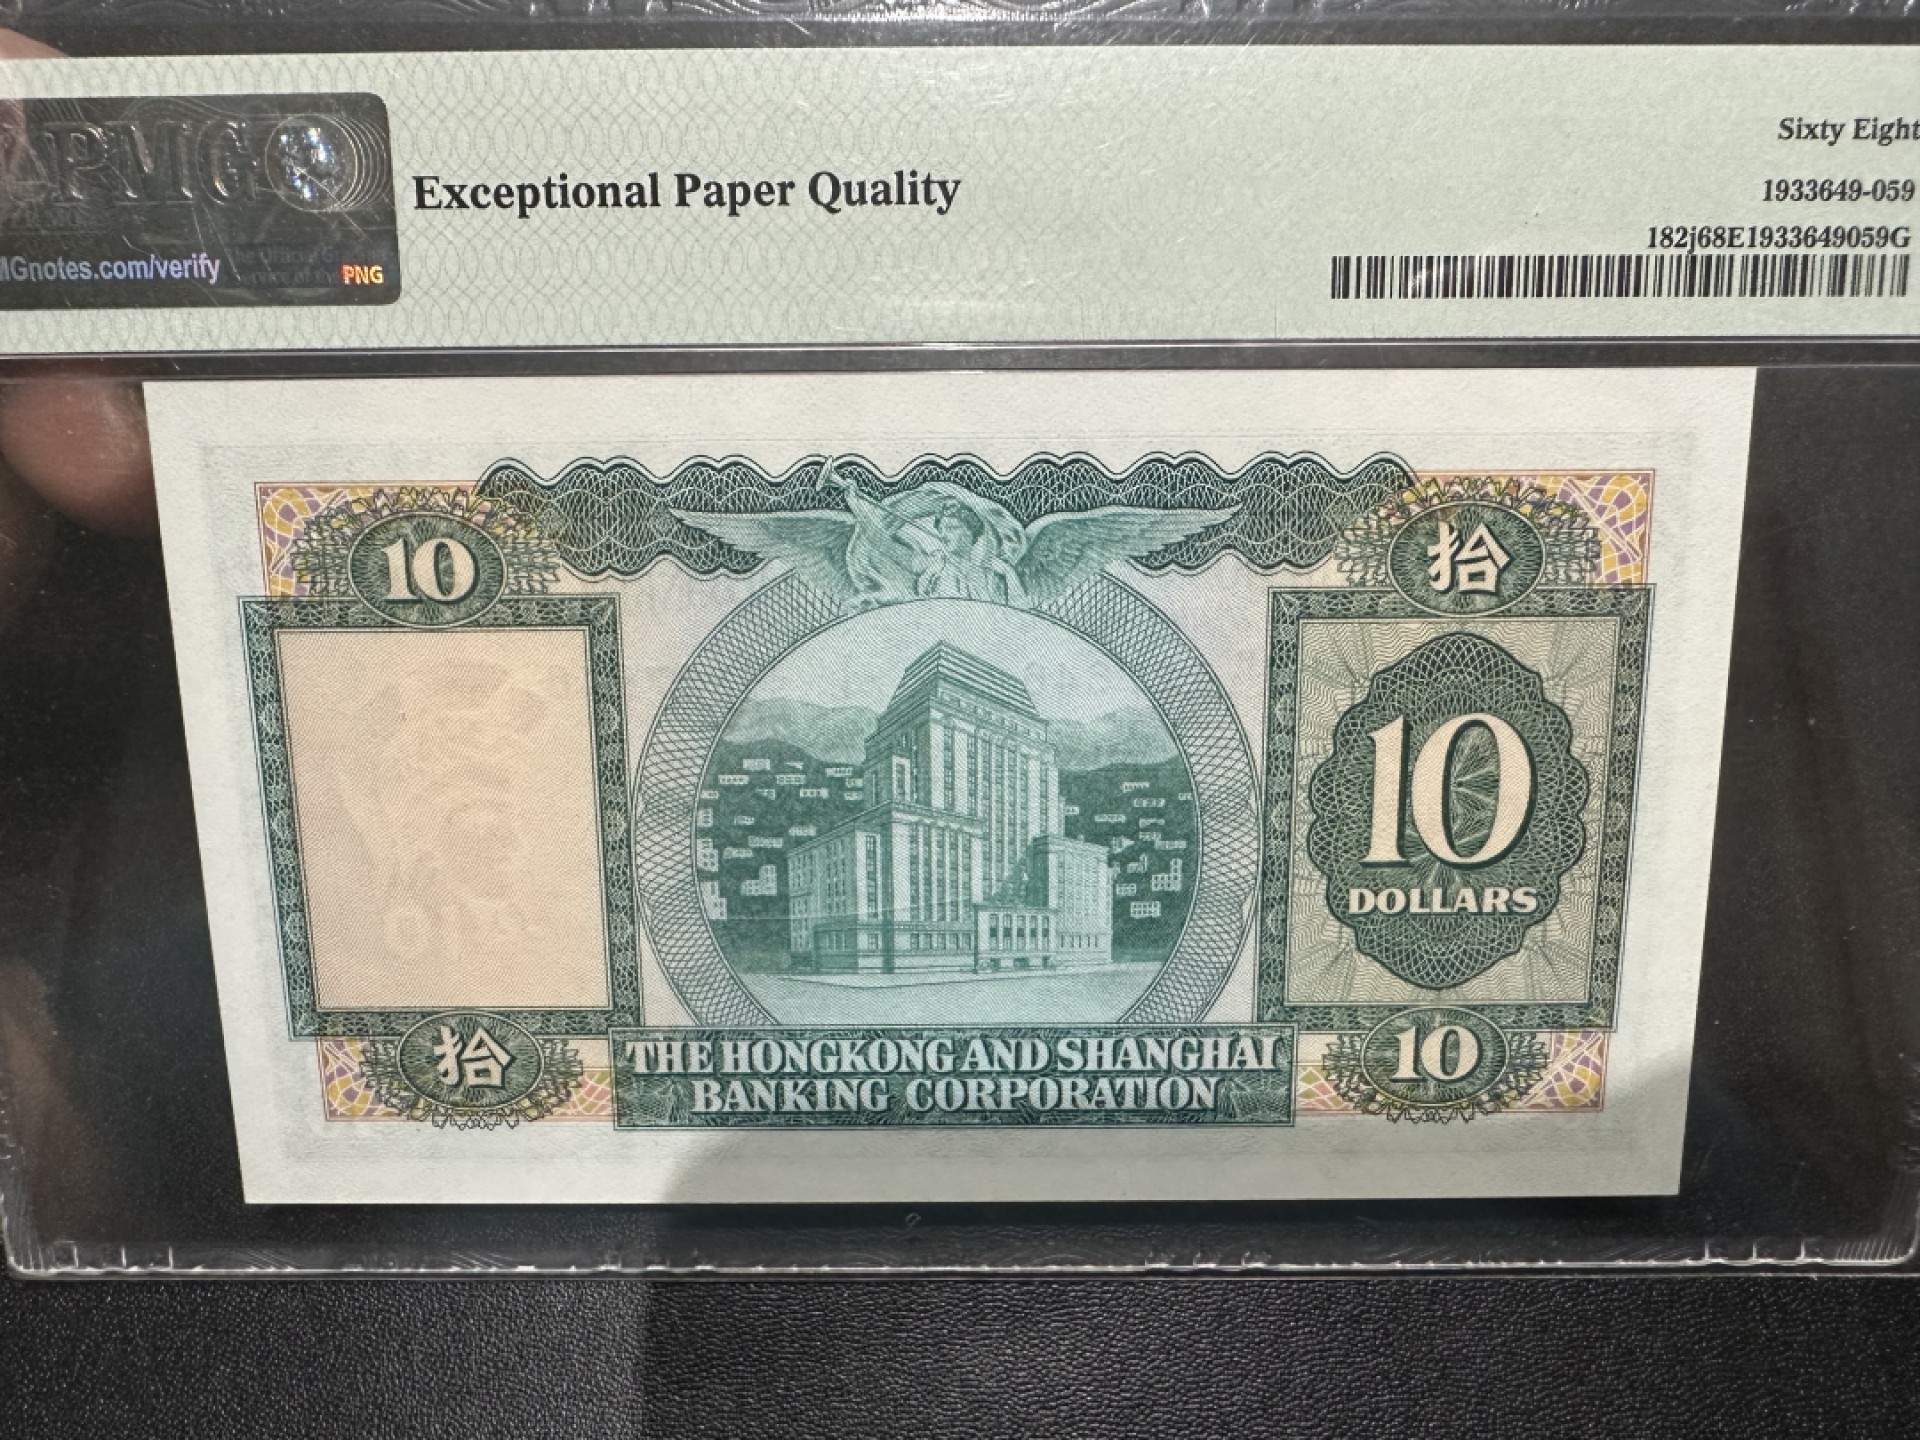 PMG
MGnotes.com/verify
PNG
Exceptional Paper Quality
Sixty Eight
1933649-059
182j68E1933649059G
10
拾
10
DOLLARS
拾
10
THE HONGKONG AND SHANGHAI
BANKING CORPORATION